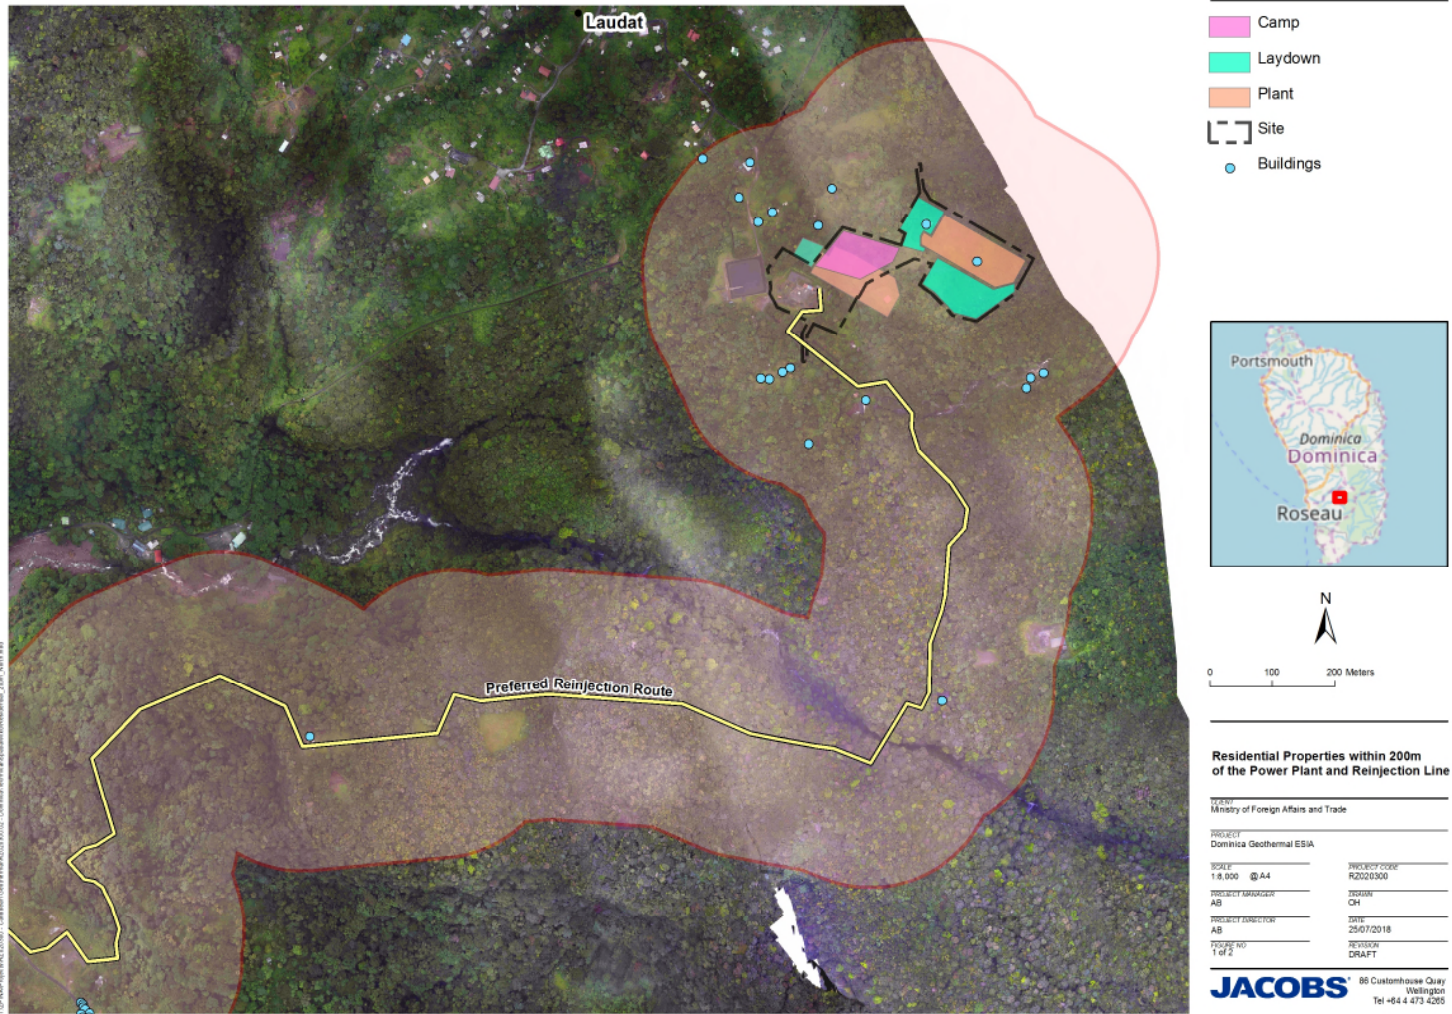 Laudat
Preferred Reinjection Route
Camp
Laydown
Plant
Site
Buildings
Portsmouth
Dominica
Dominica
Roseau
N
0 100 200 Meters
Residential Properties within 200m
of the Power Plant and Reinjection Line
CLIENT
Ministry of Foreign Affairs and Trade
PROJECT
Dominica Geothermal ESIA
SCALE PROJECT CODE
1:8,000 @ A4 RZ020300
PROJECT MANAGER DRAWN
AB OH
PROJECT DIRECTOR DATE
AB 25/07/2018
FIGURE NO REVISION
1 of 2 DRAFT
JACOBS 86 Customhouse Quay
Wellington
Tel +64 4 473 4265